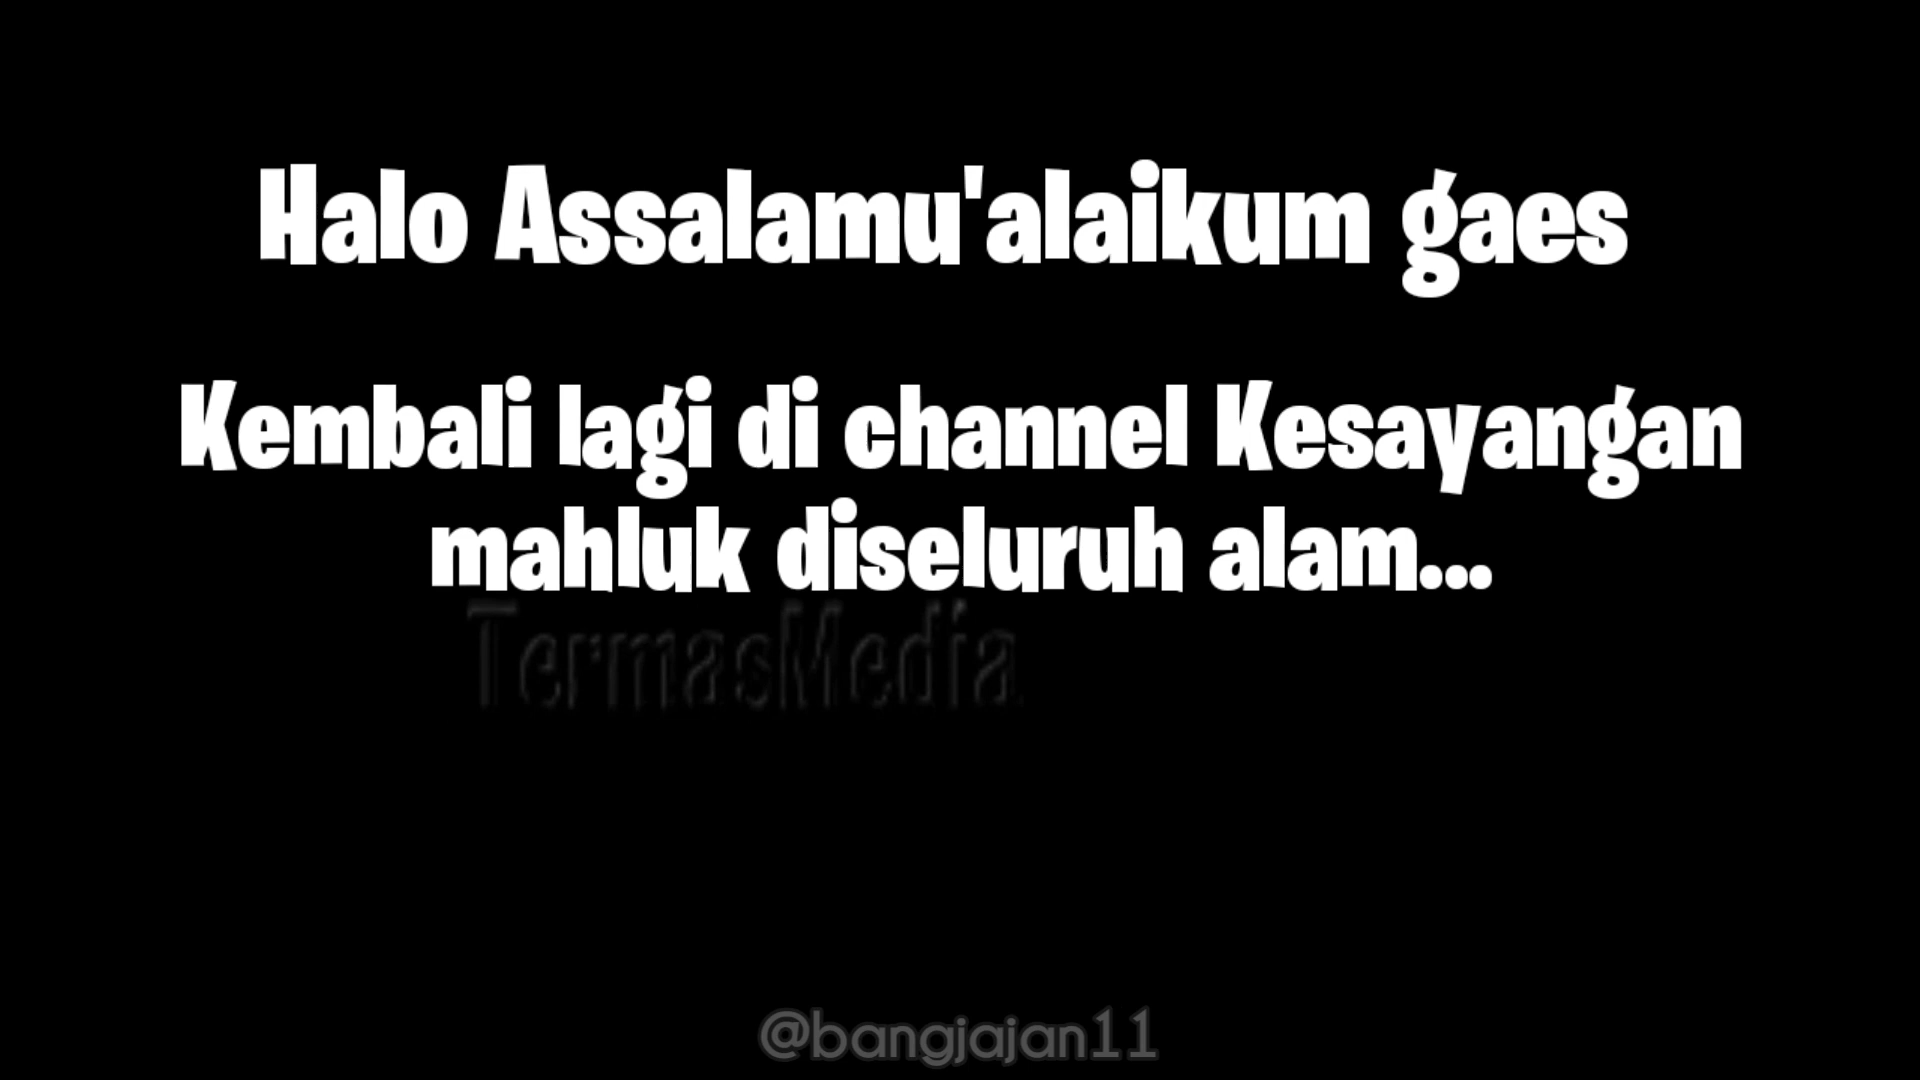 Halo Assalamu'alaikum gaes
Kembali lagi di channel Kesayangan
mahluk diseluruh alam...
TermasMedia
@bangjajan11